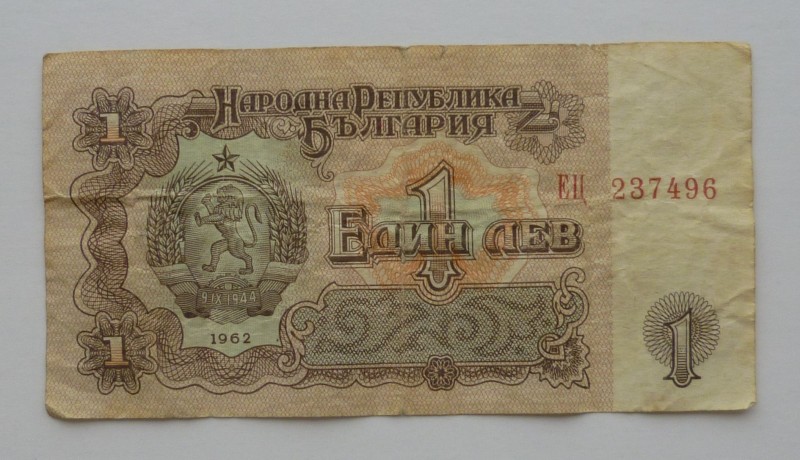 1
НАРОДНА РЕПУБЛИКА
БЪЛГАРИЯ
ЕЦ 237496
1
ЕДИН ЛЕВ
9.IX.1944
1962
1
1